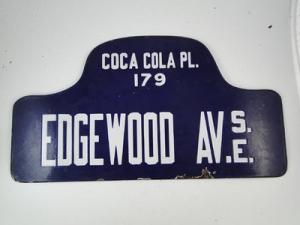 COCA COLA PL.
179
EDGEWOOD AV. S.E.